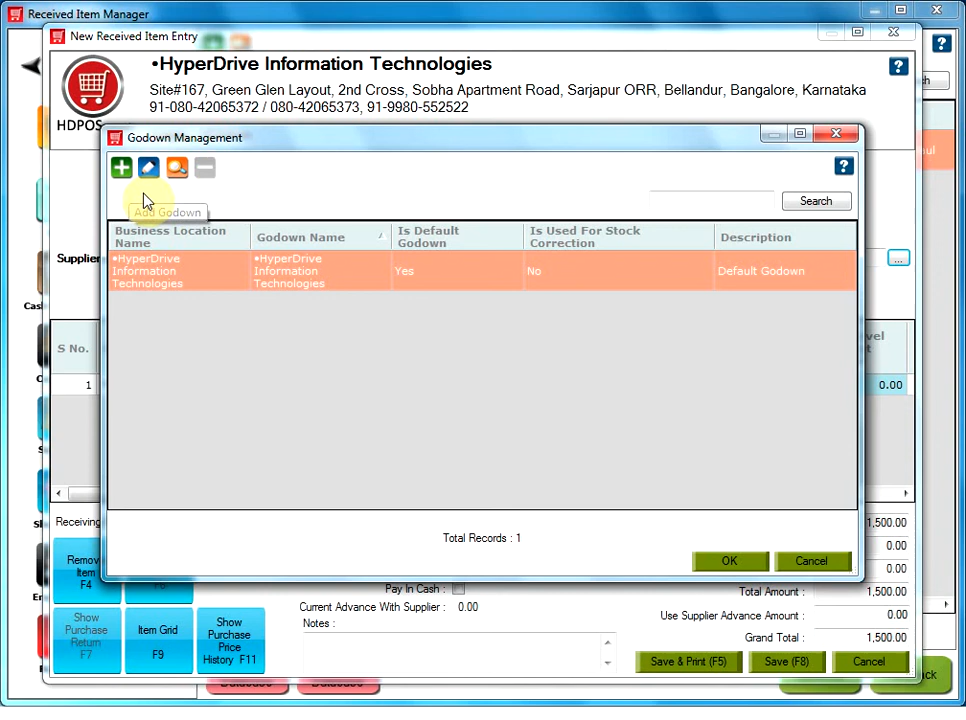 Received Item Manager
New Received Item Entry
•HyperDrive Information Technologies
Site#167, Green Glen Layout, 2nd Cross, Sobha Apartment Road, Sarjapur ORR, Bellandur, Bangalore, Karnataka
91-080-42065372 / 080-42065373, 91-9980-552522
HDPOS
Godown Management
Search
Add Godown
Business Location
Name
Godown Name
Is Default
Godown
Is Used For Stock
Correction
Description
•HyperDrive
Information
Technologies
•HyperDrive
Information
Technologies
Yes
No
Default Godown
Supplier
...
S No.
1
0.00
Total Records : 1
OK
Cancel
Receiving
1,500.00
0.00
0.00
Remov
Item
F4
F6
Pay In Cash :
Current Advance With Supplier : 0.00
Notes :
Total Amount : 1,500.00
Use Supplier Advance Amount : 0.00
Grand Total : 1,500.00
Show
Purchase
Return
F7
Item Grid
F9
Show
Purchase
Price
History F11
Save & Print (F5)
Save (F8)
Cancel